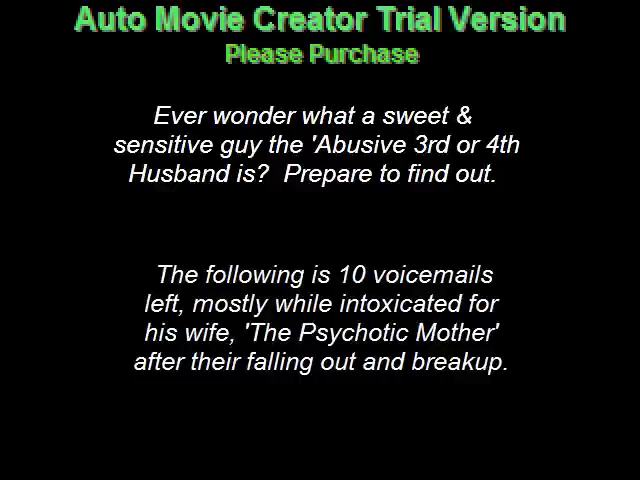 Auto Movie Creator Trial Version
Please Purchase
Ever wonder what a sweet &
sensitive guy the 'Abusive 3rd or 4th
Husband is? Prepare to find out.
The following is 10 voicemails
left, mostly while intoxicated for
his wife, 'The Psychotic Mother'
after their falling out and breakup.